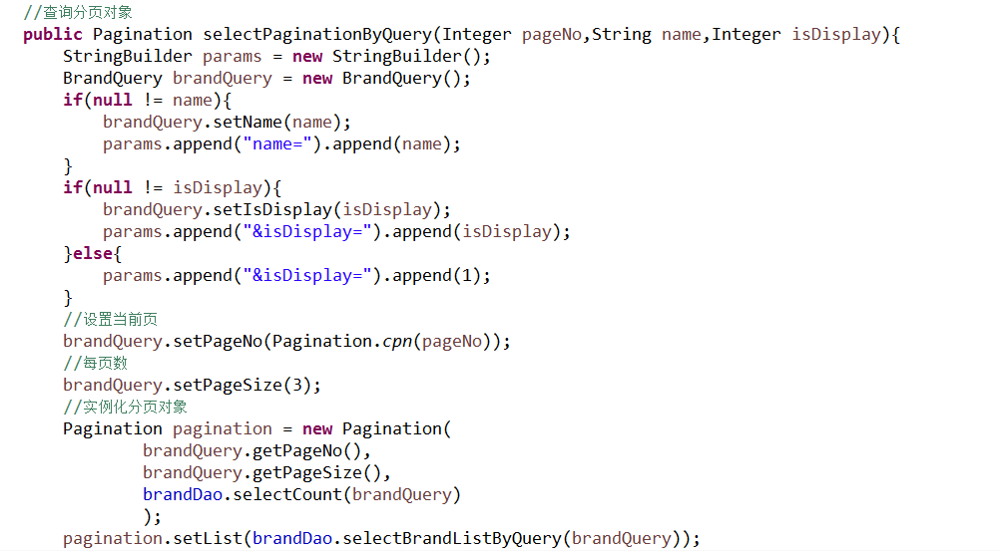 //查询分页对象
public Pagination selectPaginationByQuery(Integer pageNo,String name,Integer isDisplay){
    StringBuilder params = new StringBuilder();
    BrandQuery brandQuery = new BrandQuery();
    if(null != name){
        brandQuery.setName(name);
        params.append("name=").append(name);
    }
    if(null != isDisplay){
        brandQuery.setIsDisplay(isDisplay);
        params.append("&isDisplay=").append(isDisplay);
    }else{
        params.append("&isDisplay=").append(1);
    }
    //设置当前页
    brandQuery.setPageNo(Pagination.cpn(pageNo));
    //每页数
    brandQuery.setPageSize(3);
    //实例化分页对象
    Pagination pagination = new Pagination(
            brandQuery.getPageNo(),
            brandQuery.getPageSize(),
            brandDao.selectCount(brandQuery)
            );
    pagination.setList(brandDao.selectBrandListByQuery(brandQuery));